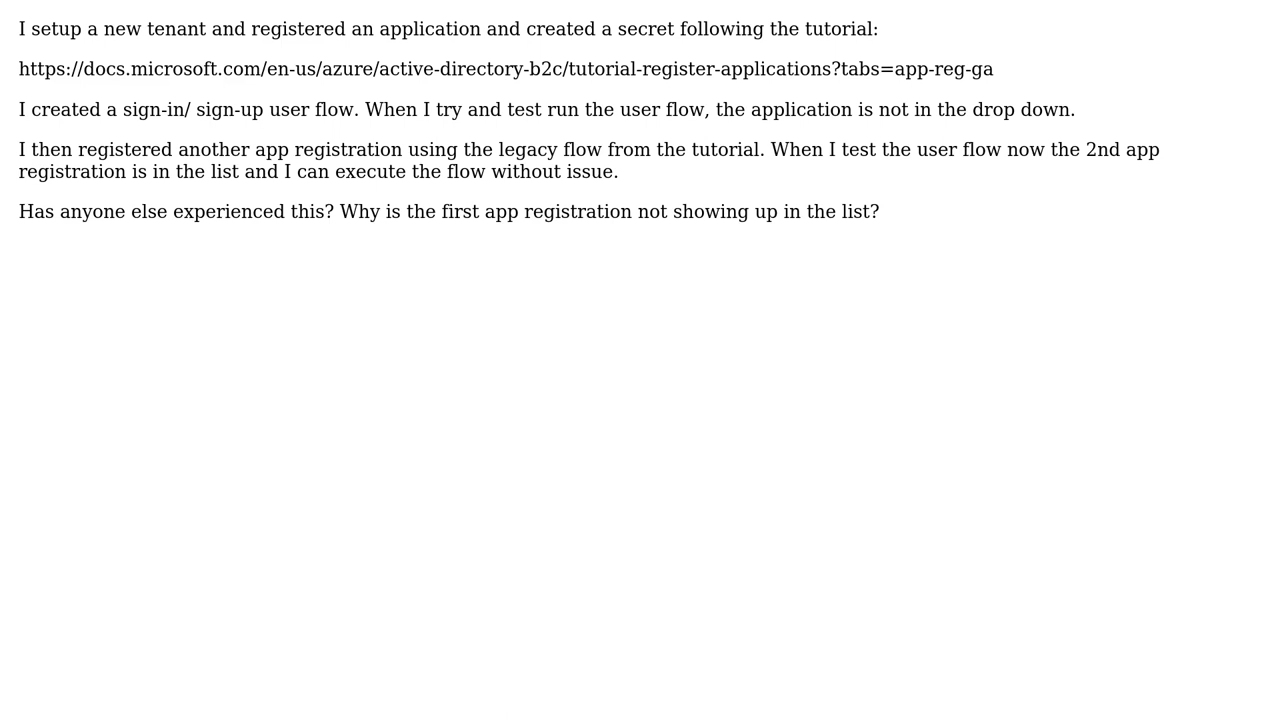 I setup a new tenant and registered an application and created a secret following the tutorial:
https://docs.microsoft.com/en-us/azure/active-directory-b2c/tutorial-register-applications?tabs=app-reg-ga
I created a sign-in/ sign-up user flow. When I try and test run the user flow, the application is not in the drop down.
I then registered another app registration using the legacy flow from the tutorial. When I test the user flow now the 2nd app
registration is in the list and I can execute the flow without issue.
Has anyone else experienced this? Why is the first app registration not showing up in the list?